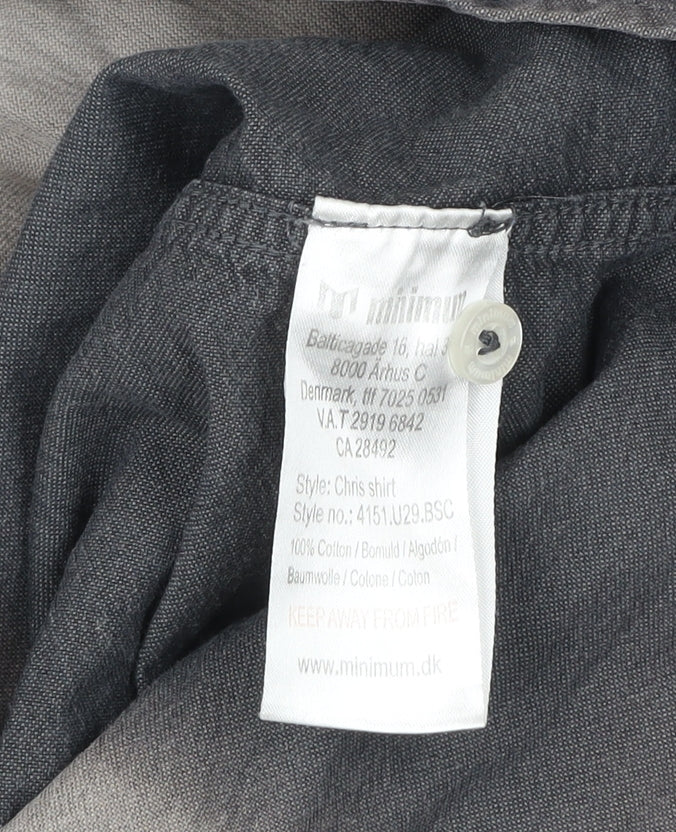 minimum
Balticagade 16, hal 3
8000 Århus C
Denmark, tlf 7025 0531
V.A.T 2919 6842
CA 28492
Style: Chris shirt
Style no.: 4151.U29.BSC
100% Cotton / Bomuld / Algodón /
Baumwolle / Cotone / Coton
KEEP AWAY FROM FIRE
www.minimum.dk